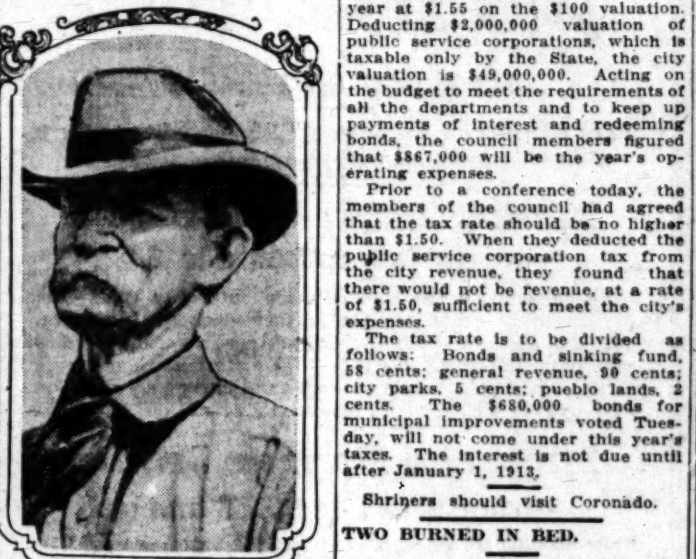 year at $1.55 on the $100 valuation.
Deducting $2,000,000 valuation of
public service corporations, which is
taxable only by the State, the city
valuation is $49,000,000. Acting on
the budget to meet the requirements of
all the departments and to keep up
payments of interest and redeeming
bonds, the council members figured
that $867,000 will be the year's op-
erating expenses.
Prior to a conference today, the
members of the council had agreed
that the tax rate should be no higher
than $1.50. When they deducted the
public service corporation tax from
the city revenue, they found that
there would not be revenue, at a rate
of $1.50, sufficient to meet the city's
expenses.
The tax rate is to be divided as
follows: Bonds and sinking fund,
58 cents; general revenue, 90 cents;
city parks, 5 cents; pueblo lands, 2
cents. The $680,000 bonds for
municipal improvements voted Tues-
day, will not come under this year's
taxes. The interest is not due until
after January 1, 1913.
Shriners should visit Coronado.
TWO BURNED IN BED.